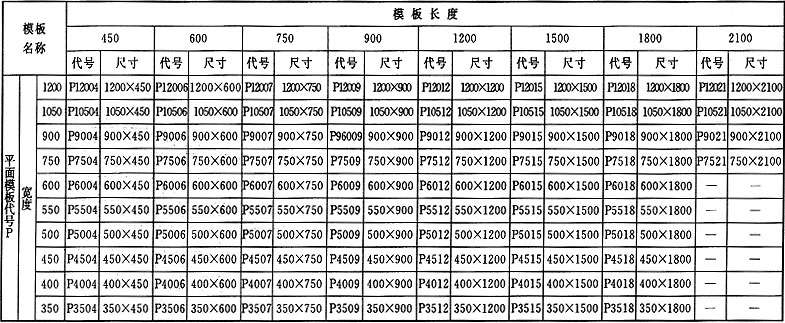 模板名称 模板长度
450 600 750 900 1200 1500 1800 2100
代号 尺寸 代号 尺寸 代号 尺寸 代号 尺寸 代号 尺寸 代号 尺寸 代号 尺寸 代号 尺寸
平面模板代号P 宽度
1200 P12004 1200×450 P12006 1200×600 P12007 1200×750 P12009 1200×900 P12012 1200×1200 P12015 1200×1500 P12018 1200×1800 P12021 1200×2100
1050 P10504 1050×450 P10506 1050×600 P10507 1050×750 P10509 1050×900 P10512 1050×1200 P10515 1050×1500 P10518 1050×1800 P10521 1050×2100
900 P9004 900×450 P9006 900×600 P9007 900×750 P96009 900×900 P9012 900×1200 P9015 900×1500 P9018 900×1800 P9021 900×2100
750 P7504 750×450 P7506 750×600 P7507 750×750 P7509 750×900 P7512 750×1200 P7515 750×1500 P7518 750×1800 P7521 750×2100
600 P6004 600×450 P6006 600×600 P6007 600×750 P6009 600×900 P6012 600×1200 P6015 600×1500 P6018 600×1800 — —
550 P5504 550×450 P5506 550×600 P5507 550×750 P5509 550×900 P5512 550×1200 P5515 550×1500 P5518 550×1800 — —
500 P5004 500×450 P5006 500×600 P5007 500×750 P5009 500×900 P5012 500×1200 P5015 500×1500 P5018 500×1800 — —
450 P4504 450×450 P4506 450×600 P4507 450×750 P4509 450×900 P4512 450×1200 P4515 450×1500 P4518 450×1800 — —
400 P4004 400×450 P4006 400×600 P4007 400×750 P4009 400×900 P4012 400×1200 P4015 400×1500 P4018 400×1800 — —
350 P3504 350×450 P3506 350×600 P3507 350×750 P3509 350×900 P3512 350×1200 P3515 350×1500 P3518 350×1800 — —